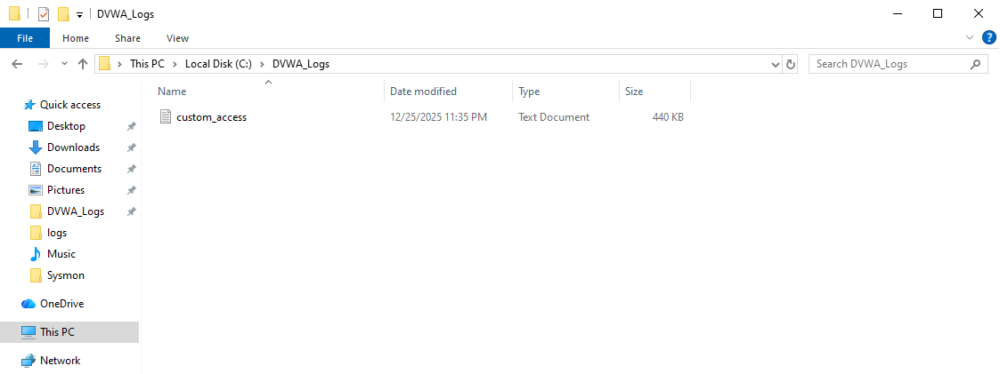 DVWA_Logs
File Home Share View
This PC Local Disk (C:) DVWA_Logs
Search DVWA_Logs
Name Date modified Type Size
custom_access 12/25/2025 11:35 PM Text Document 440 KB
Quick access
Desktop
Downloads
Documents
Pictures
DVWA_Logs
logs
Music
Sysmon
OneDrive
This PC
Network